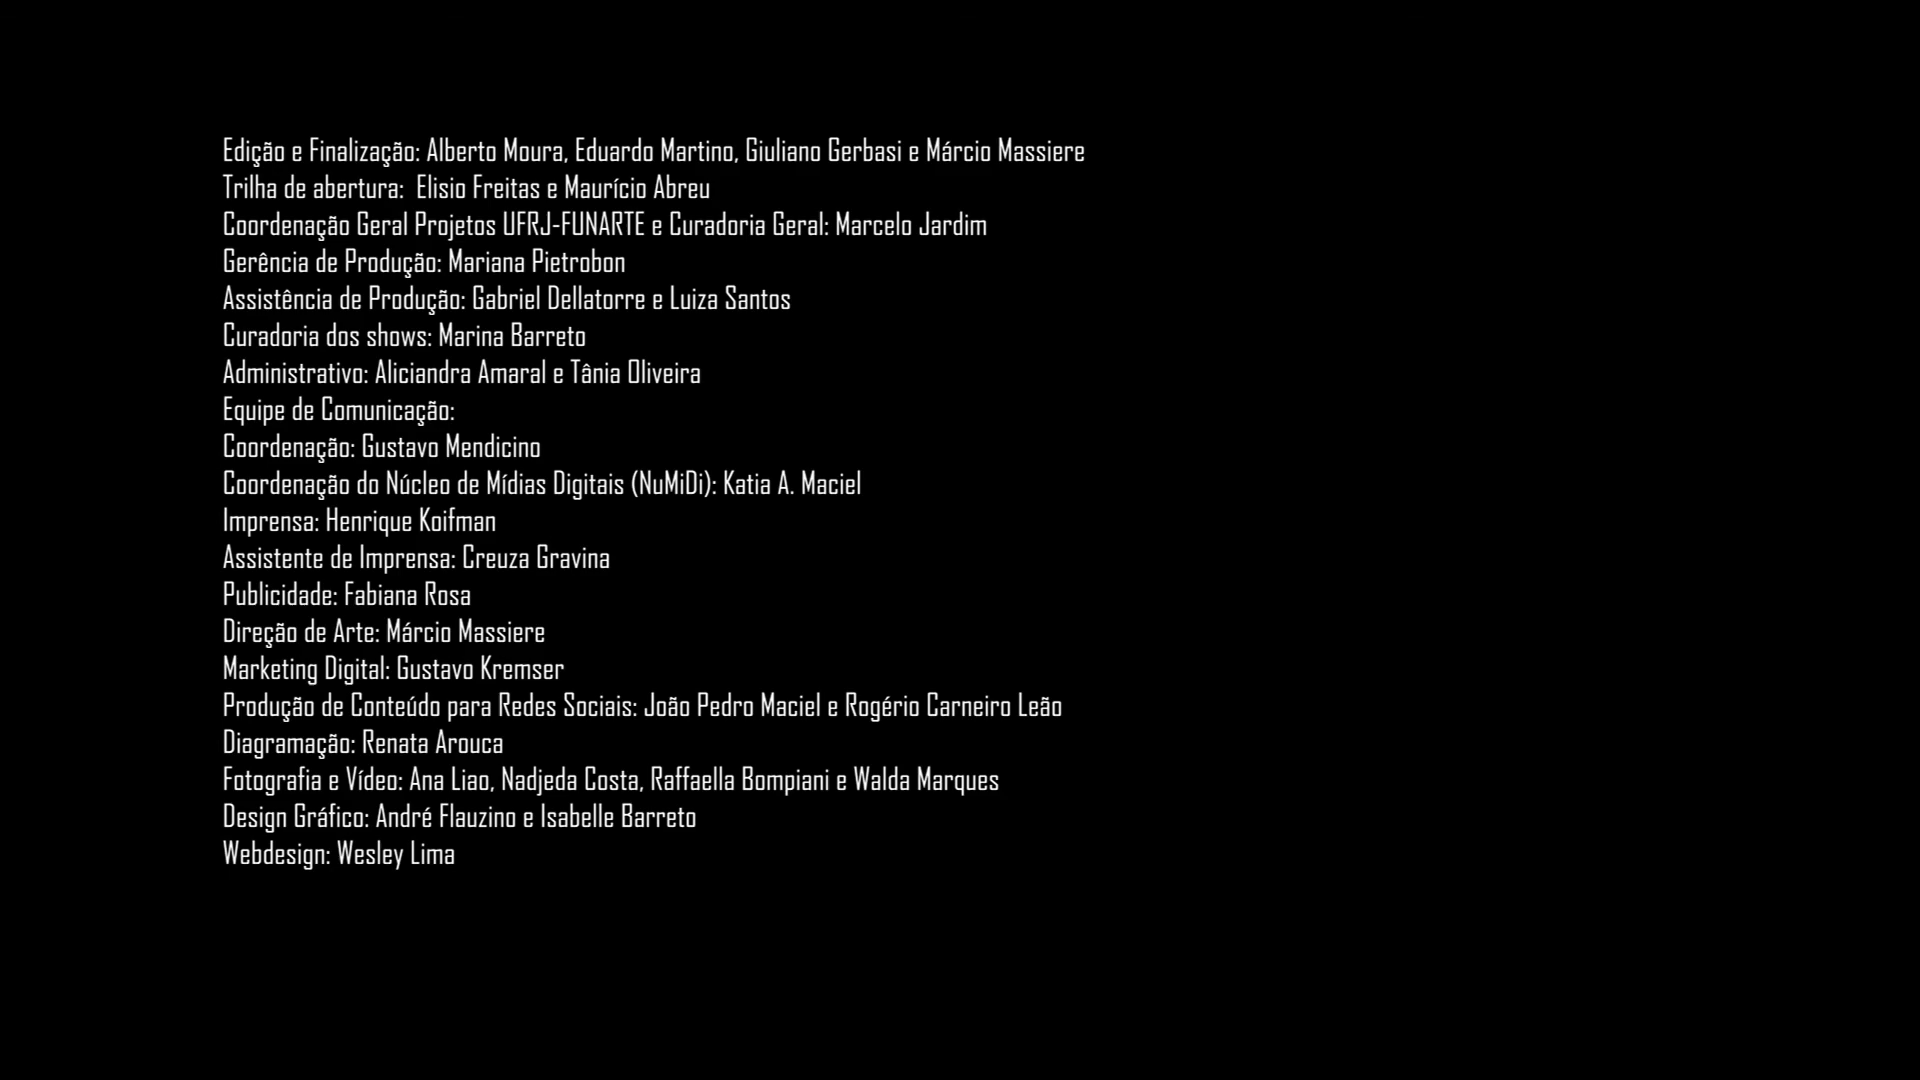 Edição e Finalização: Alberto Moura, Eduardo Martino, Giuliano Gerbasi e Márcio Massiere
Trilha de abertura:  Elisio Freitas e Maurício Abreu
Coordenação Geral Projetos UFRJ-FUNARTE e Curadoria Geral: Marcelo Jardim
Gerência de Produção: Mariana Pietrobon
Assistência de Produção: Gabriel Dellatorre e Luiza Santos
Curadoria dos shows: Marina Barreto
Administrativo: Aliciandra Amaral e Tânia Oliveira
Equipe de Comunicação:
Coordenação: Gustavo Mendicino
Coordenação do Núcleo de Mídias Digitais (NuMiDi): Katia A. Maciel
Imprensa: Henrique Koifman
Assistente de Imprensa: Creuza Gravina
Publicidade: Fabiana Rosa
Direção de Arte: Márcio Massiere
Marketing Digital: Gustavo Kremser
Produção de Conteúdo para Redes Sociais: João Pedro Maciel e Rogério Carneiro Leão
Diagramação: Renata Arouca
Fotografia e Vídeo: Ana Liao, Nadjeda Costa, Raffaella Bompiani e Walda Marques
Design Gráfico: André Flauzino e Isabelle Barreto
Webdesign: Wesley Lima